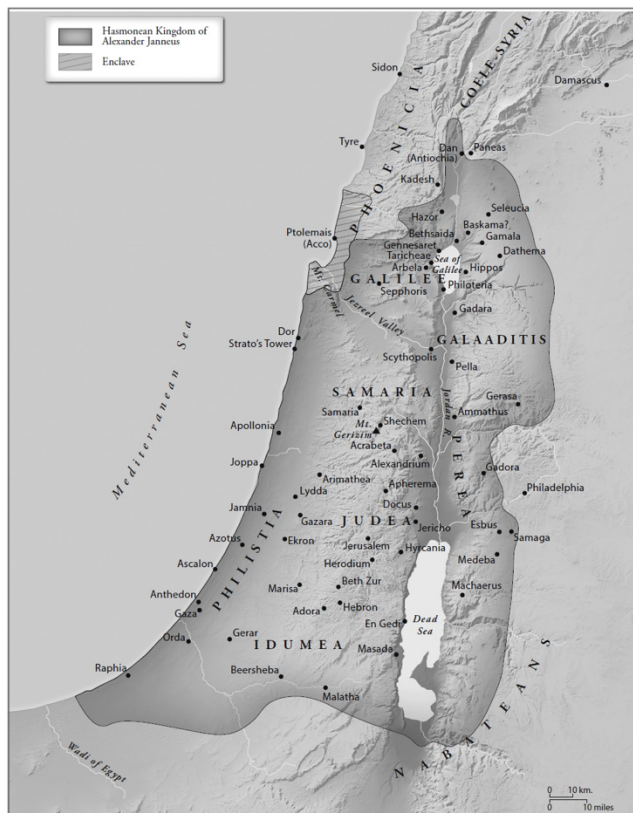 Hasmonean Kingdom of
Alexander Janneus
Enclave
COELE-SYRIA
Sidon
Damascus
PHOENICIA
Tyre
Dan
(Antiochia)
Paneas
Kadesh
Hazor
Seleucia
Baskama?
Ptolemais
(Acco)
Bethsaida
Gamala
Gennesaret
Taricheae
Sea of
Galilee
Dathema
Arbela
Hippos
GALILEE
Mt. Carmel
Sepphoris
Philoteria
Jezreel Valley
Gadara
Dor
Strato's Tower
GALAADITIS
Scythopolis
Pella
Mediterranean Sea
SAMARIA
Jordan R.
Gerasa
Samaria
Ammathus
Shechem
Mt.
Gerizim
Apollonia
Acrabeta
PEREA
Alexandrium
Joppa
Gadora
Arimathea
Apherema
Philadelphia
Lydda
Docus
Jamnia
Gazara
JUDEA
Jericho
PHILISTIA
Esbus
Samaga
Azotus
Ekron
Jerusalem
Hyrcania
Herodium
Medeba
Ascalon
Marisa
Beth Zur
Machaerus
Anthedon
Gaza
Adora
Hebron
En Gedi
Dead
Sea
Orda
Gerar
IDUMEA
Masada
Raphia
Beersheba
Malatha
NABATEANS
Wadi of Egypt
0 10 km.
0 10 miles